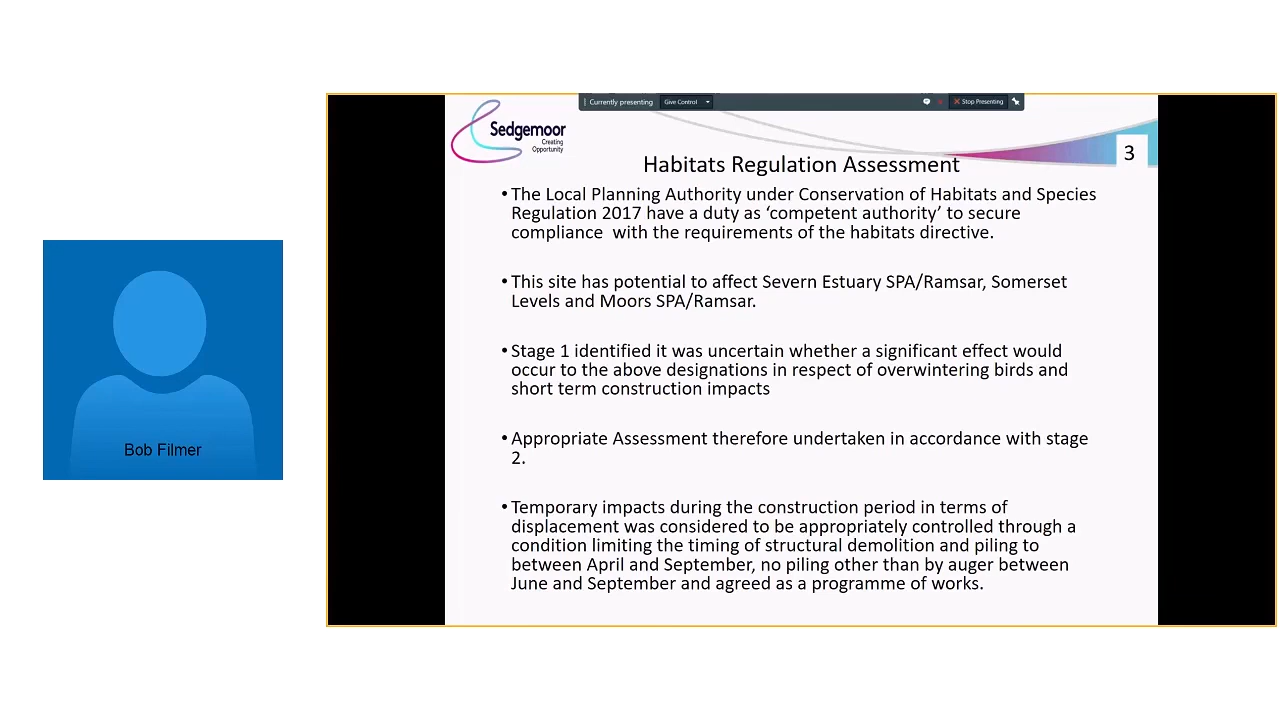 Currently presenting
Give Control
Stop Presenting
Sedgemoor
Creating
Opportunity
3
Habitats Regulation Assessment
• The Local Planning Authority under Conservation of Habitats and Species
Regulation 2017 have a duty as ‘competent authority’ to secure
compliance with the requirements of the habitats directive.
• This site has potential to affect Severn Estuary SPA/Ramsar, Somerset
Levels and Moors SPA/Ramsar.
• Stage 1 identified it was uncertain whether a significant effect would
occur to the above designations in respect of overwintering birds and
short term construction impacts
• Appropriate Assessment therefore undertaken in accordance with stage
2.
• Temporary impacts during the construction period in terms of
displacement was considered to be appropriately controlled through a
condition limiting the timing of structural demolition and piling to
between April and September, no piling other than by auger between
June and September and agreed as a programme of works.
Bob Filmer